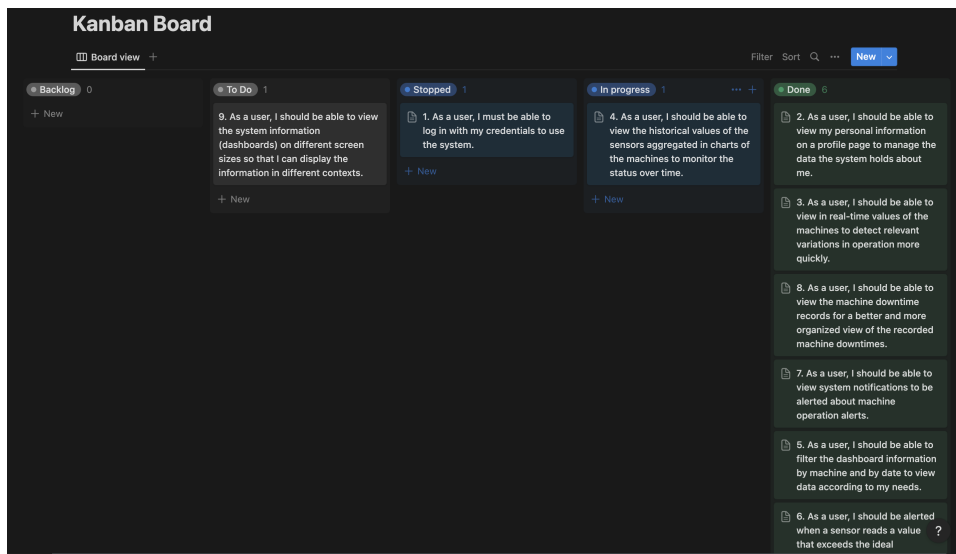 Kanban Board
Board view
Filter Sort New
Backlog 0
New
To Do 1
9. As a user, I should be able to view
the system information
(dashboards) on different screen
sizes so that I can display the
information in different contexts.
New
Stopped 1
1. As a user, I must be able to
log in with my credentials to use
the system.
New
In progress 1
4. As a user, I should be able to
view the historical values of the
sensors aggregated in charts of
the machines to monitor the
status over time.
New
Done 6
2. As a user, I should be able to
view my personal information
on a profile page to manage the
data the system holds about
me.
3. As a user, I should be able to
view in real-time values of the
machines to detect relevant
variations in operation more
quickly.
8. As a user, I should be able to
view the machine downtime
records for a better and more
organized view of the recorded
machine downtimes.
7. As a user, I should be able to
view system notifications to be
alerted about machine
operation alerts.
5. As a user, I should be able to
filter the dashboard information
by machine and by date to view
data according to my needs.
6. As a user, I should be alerted
when a sensor reads a value
that exceeds the ideal
?